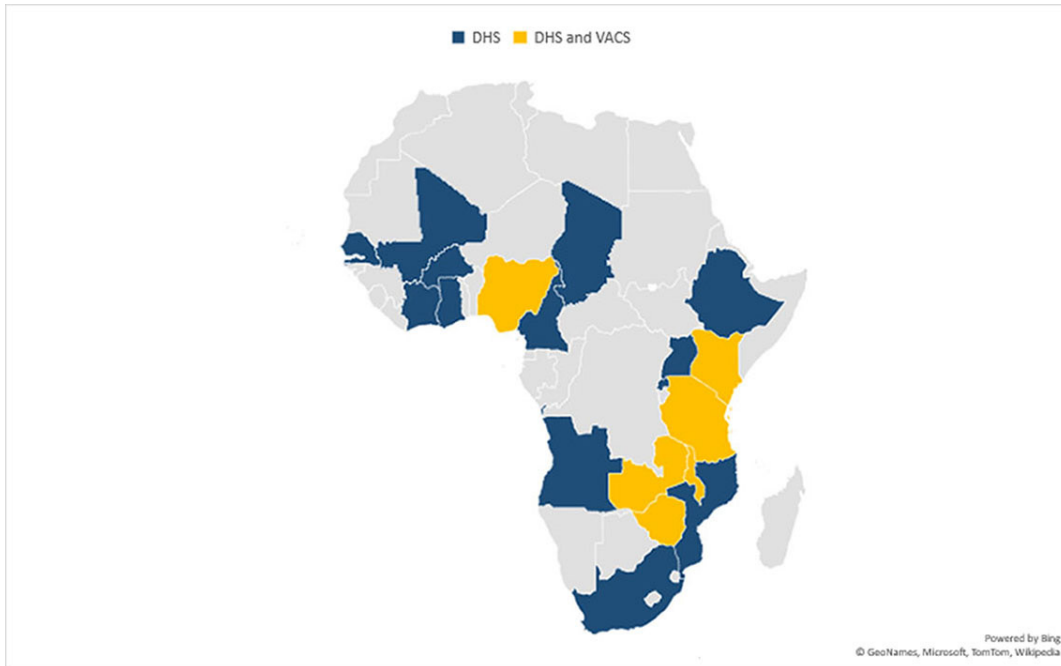 DHS DHS and VACS
Powered by Bing
© GeoNames, Microsoft, TomTom, Wikipedia